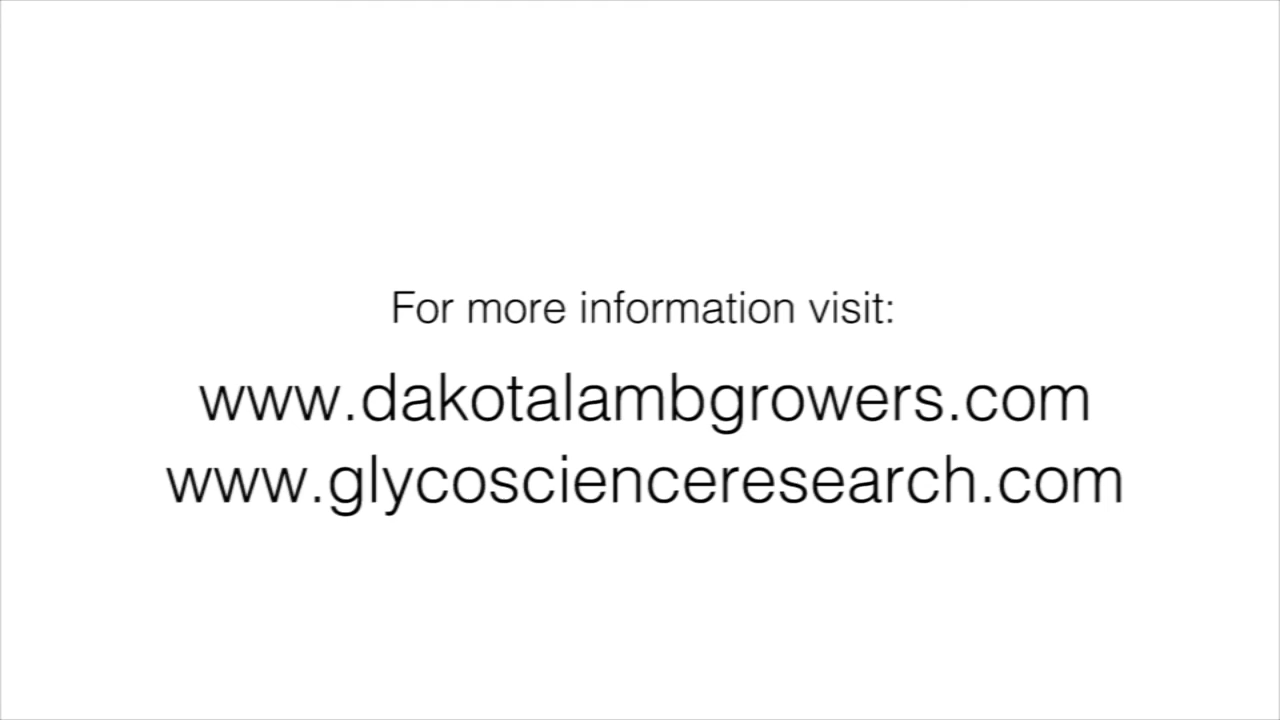 For more information visit:
www.dakotalambgrowers.com
www.glycoscienceresearch.com